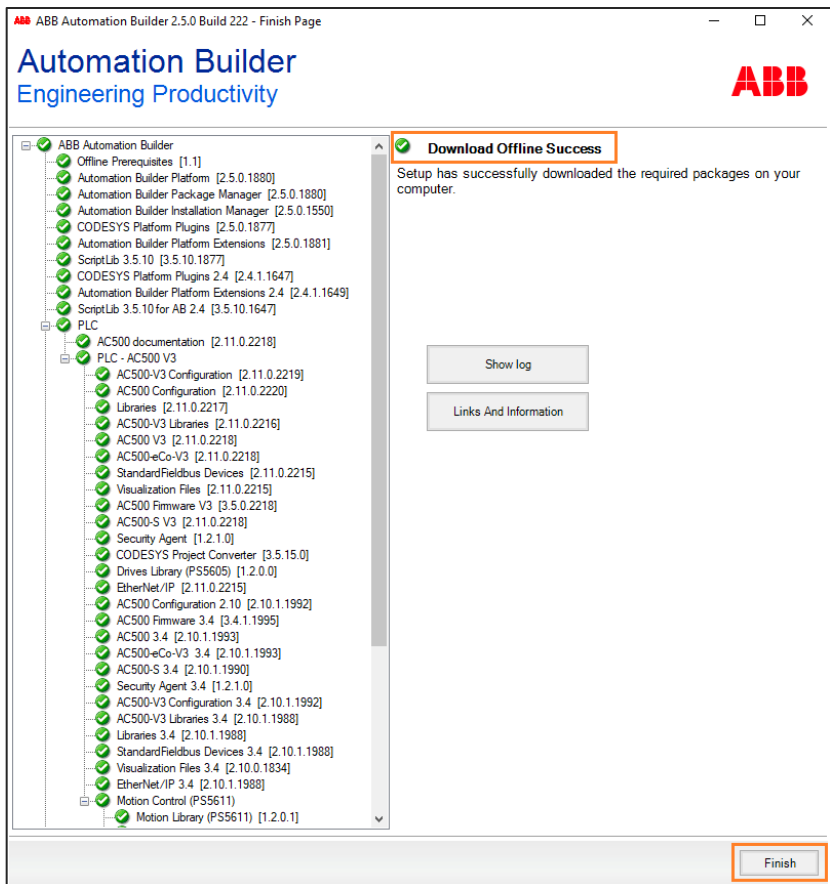 ABB Automation Builder 2.5.0 Build 222 - Finish Page
Automation Builder
Engineering Productivity
ABB
ABB Automation Builder
Offline Prerequisites [1.1]
Automation Builder Platform [2.5.0.1880]
Automation Builder Package Manager [2.5.0.1880]
Automation Builder Installation Manager [2.5.0.1550]
CODESYS Platform Plugins [2.5.0.1877]
Automation Builder Platform Extensions [2.5.0.1881]
ScriptLib 3.5.10 [3.5.10.1877]
CODESYS Platform Plugins 2.4 [2.4.1.1647]
Automation Builder Platform Extensions 2.4 [2.4.1.1649]
ScriptLib 3.5.10 for AB 2.4 [3.5.10.1647]
PLC
AC500 documentation [2.11.0.2218]
PLC - AC500 V3
AC500-V3 Configuration [2.11.0.2219]
AC500 Configuration [2.11.0.2220]
Libraries [2.11.0.2217]
AC500-V3 Libraries [2.11.0.2216]
AC500 V3 [2.11.0.2218]
AC500-eCo-V3 [2.11.0.2218]
StandardFieldbus Devices [2.11.0.2215]
Visualization Files [2.11.0.2215]
AC500 Firmware V3 [3.5.0.2218]
AC500-S V3 [2.11.0.2218]
Security Agent [1.2.1.0]
CODESYS Project Converter [3.5.15.0]
Drives Library (PS5605) [1.2.0.0]
EtherNet/IP [2.11.0.2215]
AC500 Configuration 2.10 [2.10.1.1992]
AC500 Firmware 3.4 [3.4.1.1995]
AC500 3.4 [2.10.1.1993]
AC500-eCo-V3 3.4 [2.10.1.1993]
AC500-S 3.4 [2.10.1.1990]
Security Agent 3.4 [1.2.1.0]
AC500-V3 Configuration 3.4 [2.10.1.1992]
AC500-V3 Libraries 3.4 [2.10.1.1988]
Libraries 3.4 [2.10.1.1988]
StandardFieldbus Devices 3.4 [2.10.1.1988]
Visualization Files 3.4 [2.10.0.1834]
EtherNet/IP 3.4 [2.10.1.1988]
Motion Control (PS5611)
Motion Library (PS5611) [1.2.0.1]
Download Offline Success
Setup has successfully downloaded the required packages on your
computer.
Show log
Links And Information
Finish